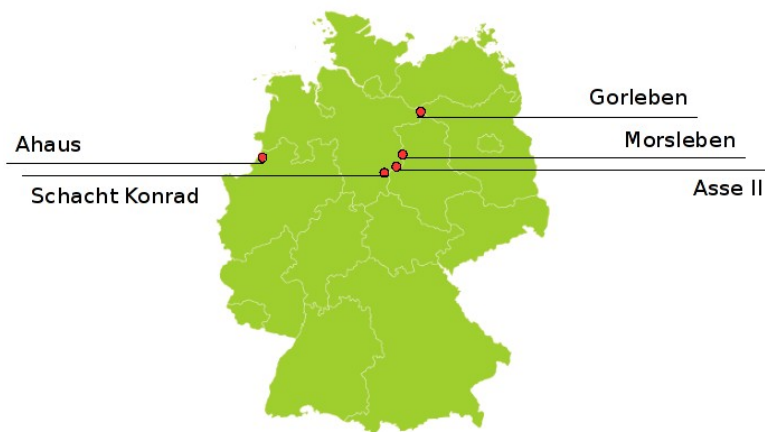 Gorleben
Ahaus
Morsleben
Schacht Konrad
Asse II